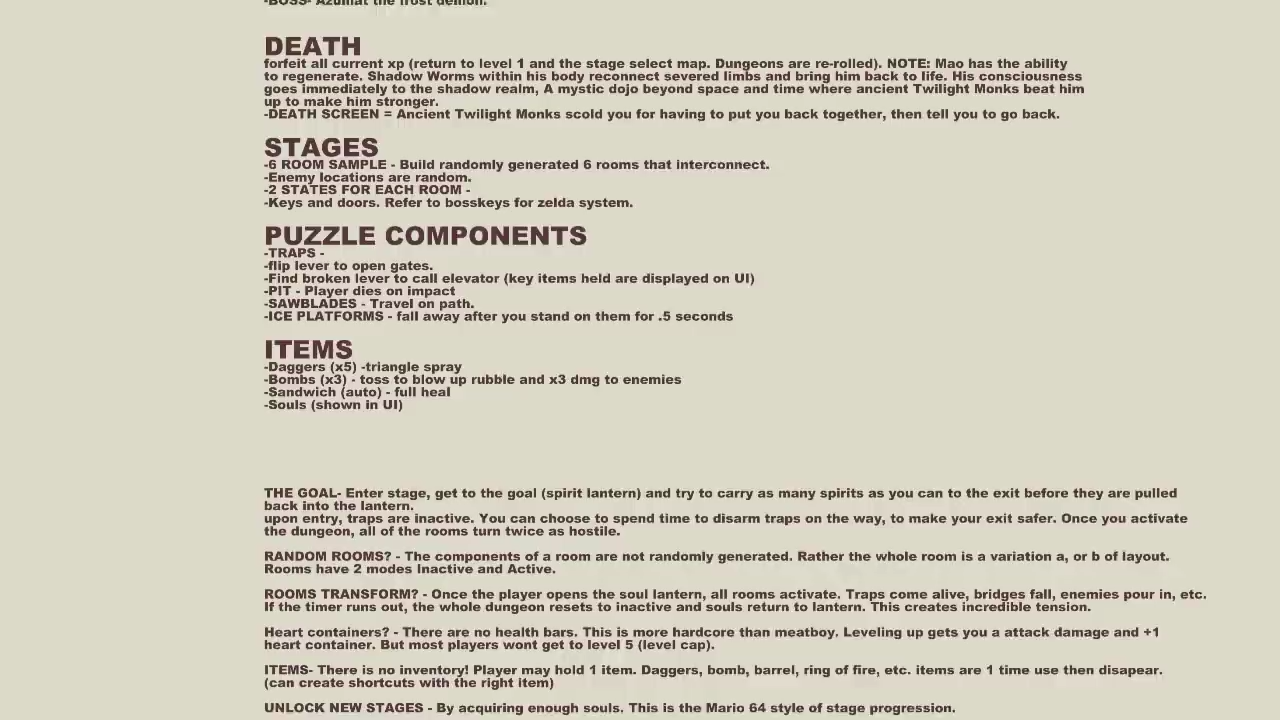 -BOSS- Azumat the frost demon.
DEATH
forfeit all current xp (return to level 1 and the stage select map. Dungeons are re-rolled). NOTE: Mao has the ability
to regenerate. Shadow Worms within his body reconnect severed limbs and bring him back to life. His consciousness
goes immediately to the shadow realm, A mystic dojo beyond space and time where ancient Twilight Monks beat him
up to make him stronger.
-DEATH SCREEN = Ancient Twilight Monks scold you for having to put you back together, then tell you to go back.
STAGES
-6 ROOM SAMPLE - Build randomly generated 6 rooms that interconnect.
-Enemy locations are random.
-2 STATES FOR EACH ROOM -
-Keys and doors. Refer to bosskeys for zelda system.
PUZZLE COMPONENTS
-TRAPS -
-flip lever to open gates.
-Find broken lever to call elevator (key items held are displayed on UI)
-PIT - Player dies on impact
-SAWBLADES - Travel on path.
-ICE PLATFORMS - fall away after you stand on them for .5 seconds
ITEMS
-Daggers (x5) -triangle spray
-Bombs (x3) - toss to blow up rubble and x3 dmg to enemies
-Sandwich (auto) - full heal
-Souls (shown in UI)
THE GOAL- Enter stage, get to the goal (spirit lantern) and try to carry as many spirits as you can to the exit before they are pulled
back into the lantern.
upon entry, traps are inactive. You can choose to spend time to disarm traps on the way, to make your exit safer. Once you activate
the dungeon, all of the rooms turn twice as hostile.
RANDOM ROOMS? - The components of a room are not randomly generated. Rather the whole room is a variation a, or b of layout.
Rooms have 2 modes Inactive and Active.
ROOMS TRANSFORM? - Once the player opens the soul lantern, all rooms activate. Traps come alive, bridges fall, enemies pour in, etc.
If the timer runs out, the whole dungeon resets to inactive and souls return to lantern. This creates incredible tension.
Heart containers? - There are no health bars. This is more hardcore than meatboy. Leveling up gets you a attack damage and +1
heart container. But most players wont get to level 5 (level cap).
ITEMS- There is no inventory! Player may hold 1 item. Daggers, bomb, barrel, ring of fire, etc. items are 1 time use then disapear.
(can create shortcuts with the right item)
UNLOCK NEW STAGES - By acquiring enough souls. This is the Mario 64 style of stage progression.